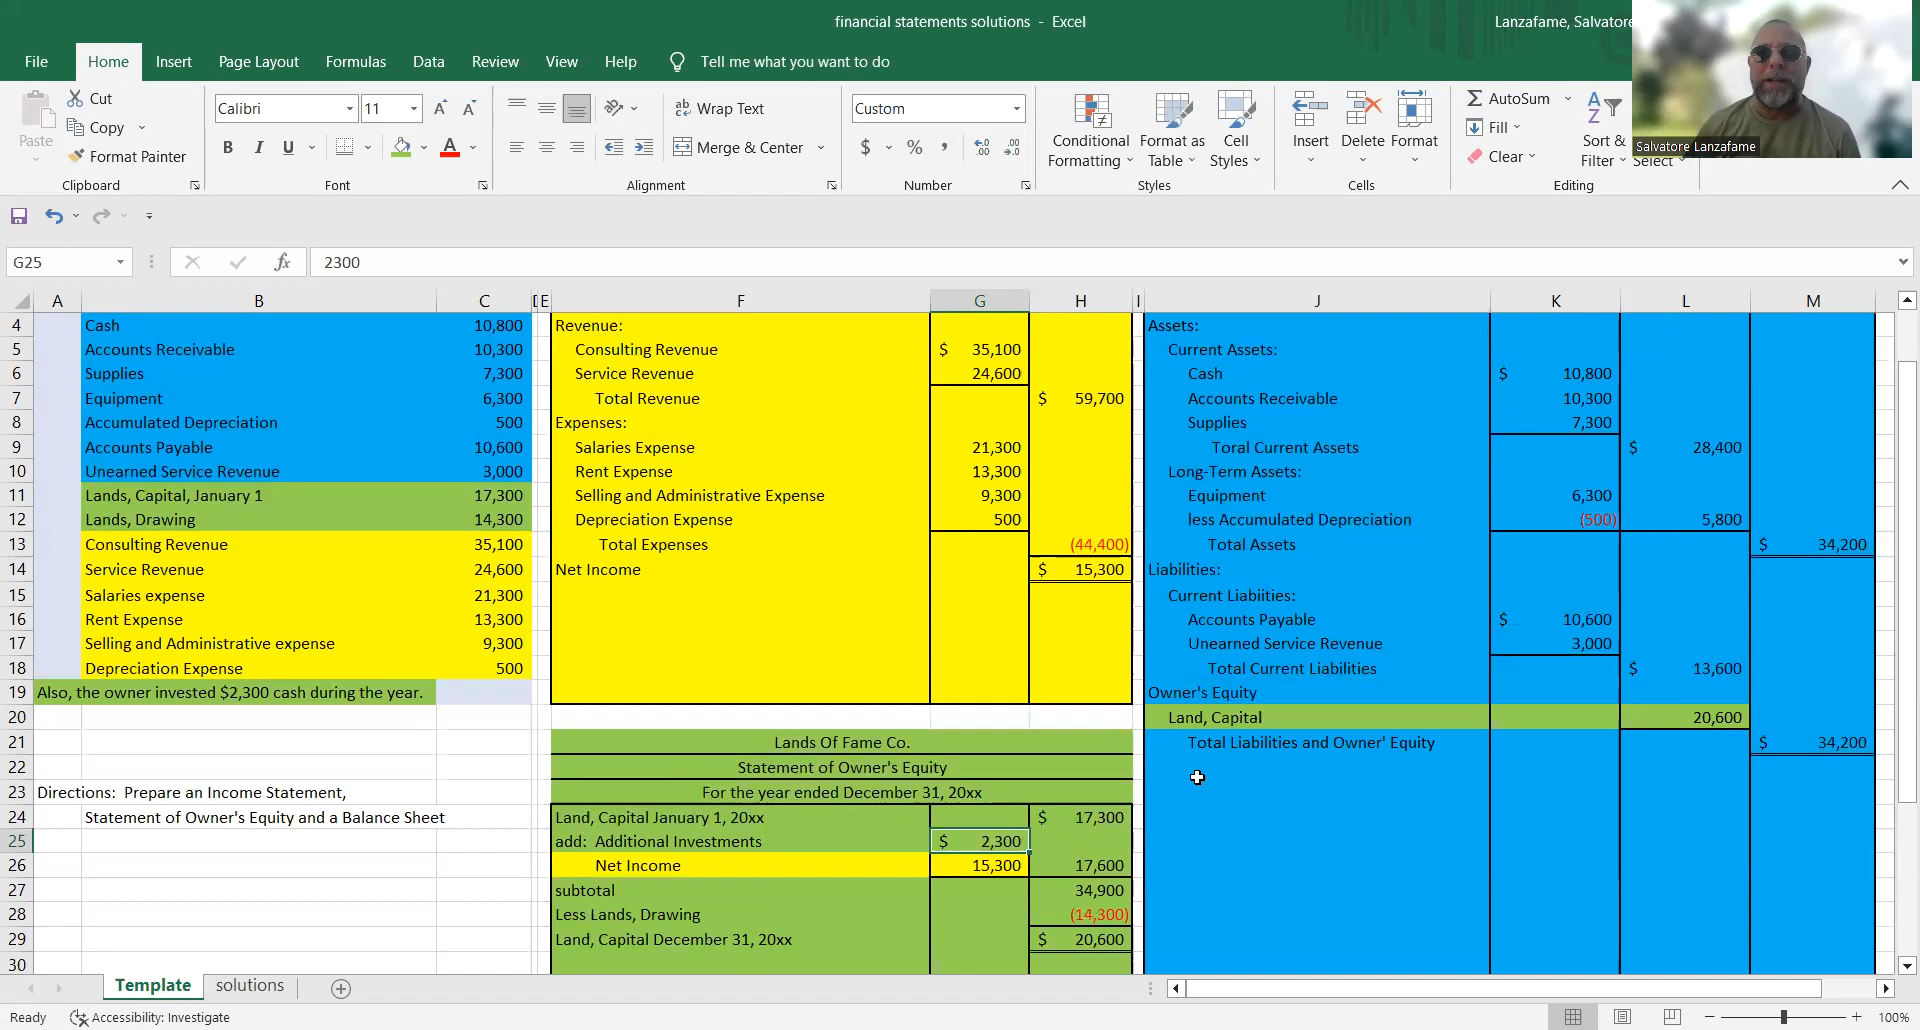 financial statements solutions - Excel
Lanzafame, Salvatore
File Home Insert Page Layout Formulas Data Review View Help Tell me what you want to do
Paste
Cut
Copy
Format Painter
Clipboard
Calibri 11
B I U
Font
Wrap Text
Merge & Center
Alignment
Custom
$ % ,
Number
Conditional Formatting
Format as Table
Cell Styles
Styles
Insert
Delete
Format
Cells
AutoSum
Fill
Clear
Sort & Filter
Select
Editing
Salvatore Lanzafame
G25 fx 2300
A B C D E F G H I J K L M
4 Cash 10,800 Revenue: Assets:
5 Accounts Receivable 10,300 Consulting Revenue $ 35,100 Current Assets:
6 Supplies 7,300 Service Revenue 24,600 Cash $ 10,800
7 Equipment 6,300 Total Revenue $ 59,700 Accounts Receivable 10,300
8 Accumulated Depreciation 500 Expenses: Supplies 7,300
9 Accounts Payable 10,600 Salaries Expense 21,300 Toral Current Assets $ 28,400
10 Unearned Service Revenue 3,000 Rent Expense 13,300 Long-Term Assets:
11 Lands, Capital, January 1 17,300 Selling and Administrative Expense 9,300 Equipment 6,300
12 Lands, Drawing 14,300 Depreciation Expense 500 less Accumulated Depreciation (500) 5,800
13 Consulting Revenue 35,100 Total Expenses (44,400) Total Assets $ 34,200
14 Service Revenue 24,600 Net Income $ 15,300 Liabilities:
15 Salaries expense 21,300 Current Liabiities:
16 Rent Expense 13,300 Accounts Payable $ 10,600
17 Selling and Administrative expense 9,300 Unearned Service Revenue 3,000
18 Depreciation Expense 500 Total Current Liabilities $ 13,600
19 Also, the owner invested $2,300 cash during the year. Owner's Equity
20 Land, Capital 20,600
21 Lands Of Fame Co. Total Liabilities and Owner' Equity $ 34,200
22 Statement of Owner's Equity
23 Directions: Prepare an Income Statement, For the year ended December 31, 20xx
24 Statement of Owner's Equity and a Balance Sheet Land, Capital January 1, 20xx $ 17,300
25 add: Additional Investments $ 2,300
26 Net Income 15,300 17,600
27 subtotal 34,900
28 Less Lands, Drawing (14,300)
29 Land, Capital December 31, 20xx $ 20,600
30
Template solutions
Ready Accessibility: Investigate 100%